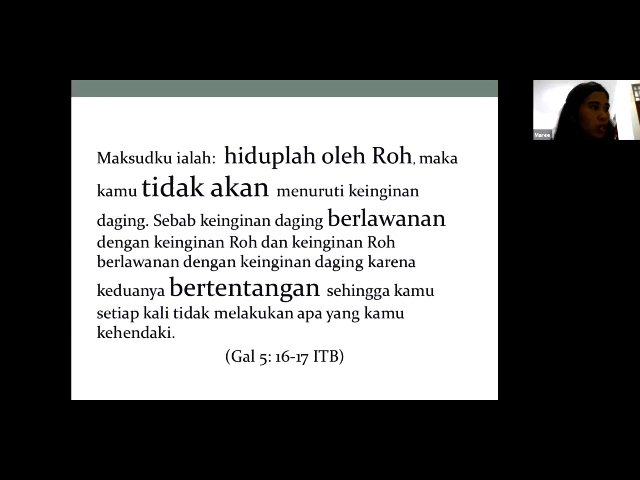 Maksudku ialah: hiduplah oleh Roh, maka
kamu tidak akan menuruti keinginan
daging. Sebab keinginan daging berlawanan
dengan keinginan Roh dan keinginan Roh
berlawanan dengan keinginan daging karena
keduanya bertentangan sehingga kamu
setiap kali tidak melakukan apa yang kamu
kehendaki.
(Gal 5: 16-17 ITB)